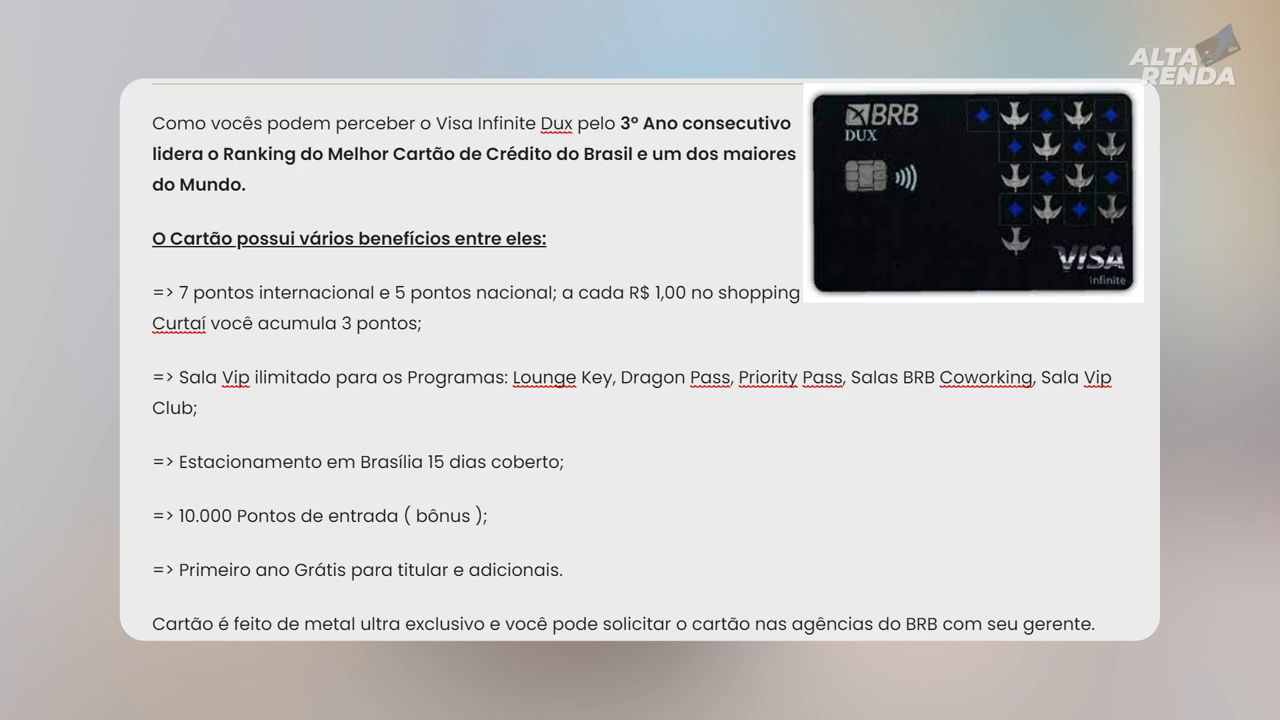 ALTA
RENDA
Como vocês podem perceber o Visa Infinite Dux pelo 3º Ano consecutivo
lidera o Ranking do Melhor Cartão de Crédito do Brasil e um dos maiores
do Mundo.
BRB
DUX
VISA
Infinite
O Cartão possui vários benefícios entre eles:
=> 7 pontos internacional e 5 pontos nacional; a cada R$ 1,00 no shopping
Curtaí você acumula 3 pontos;
=> Sala Vip ilimitado para os Programas: Lounge Key, Dragon Pass, Priority Pass, Salas BRB Coworking, Sala Vip
Club;
=> Estacionamento em Brasília 15 dias coberto;
=> 10.000 Pontos de entrada ( bônus );
=> Primeiro ano Grátis para titular e adicionais.
Cartão é feito de metal ultra exclusivo e você pode solicitar o cartão nas agências do BRB com seu gerente.